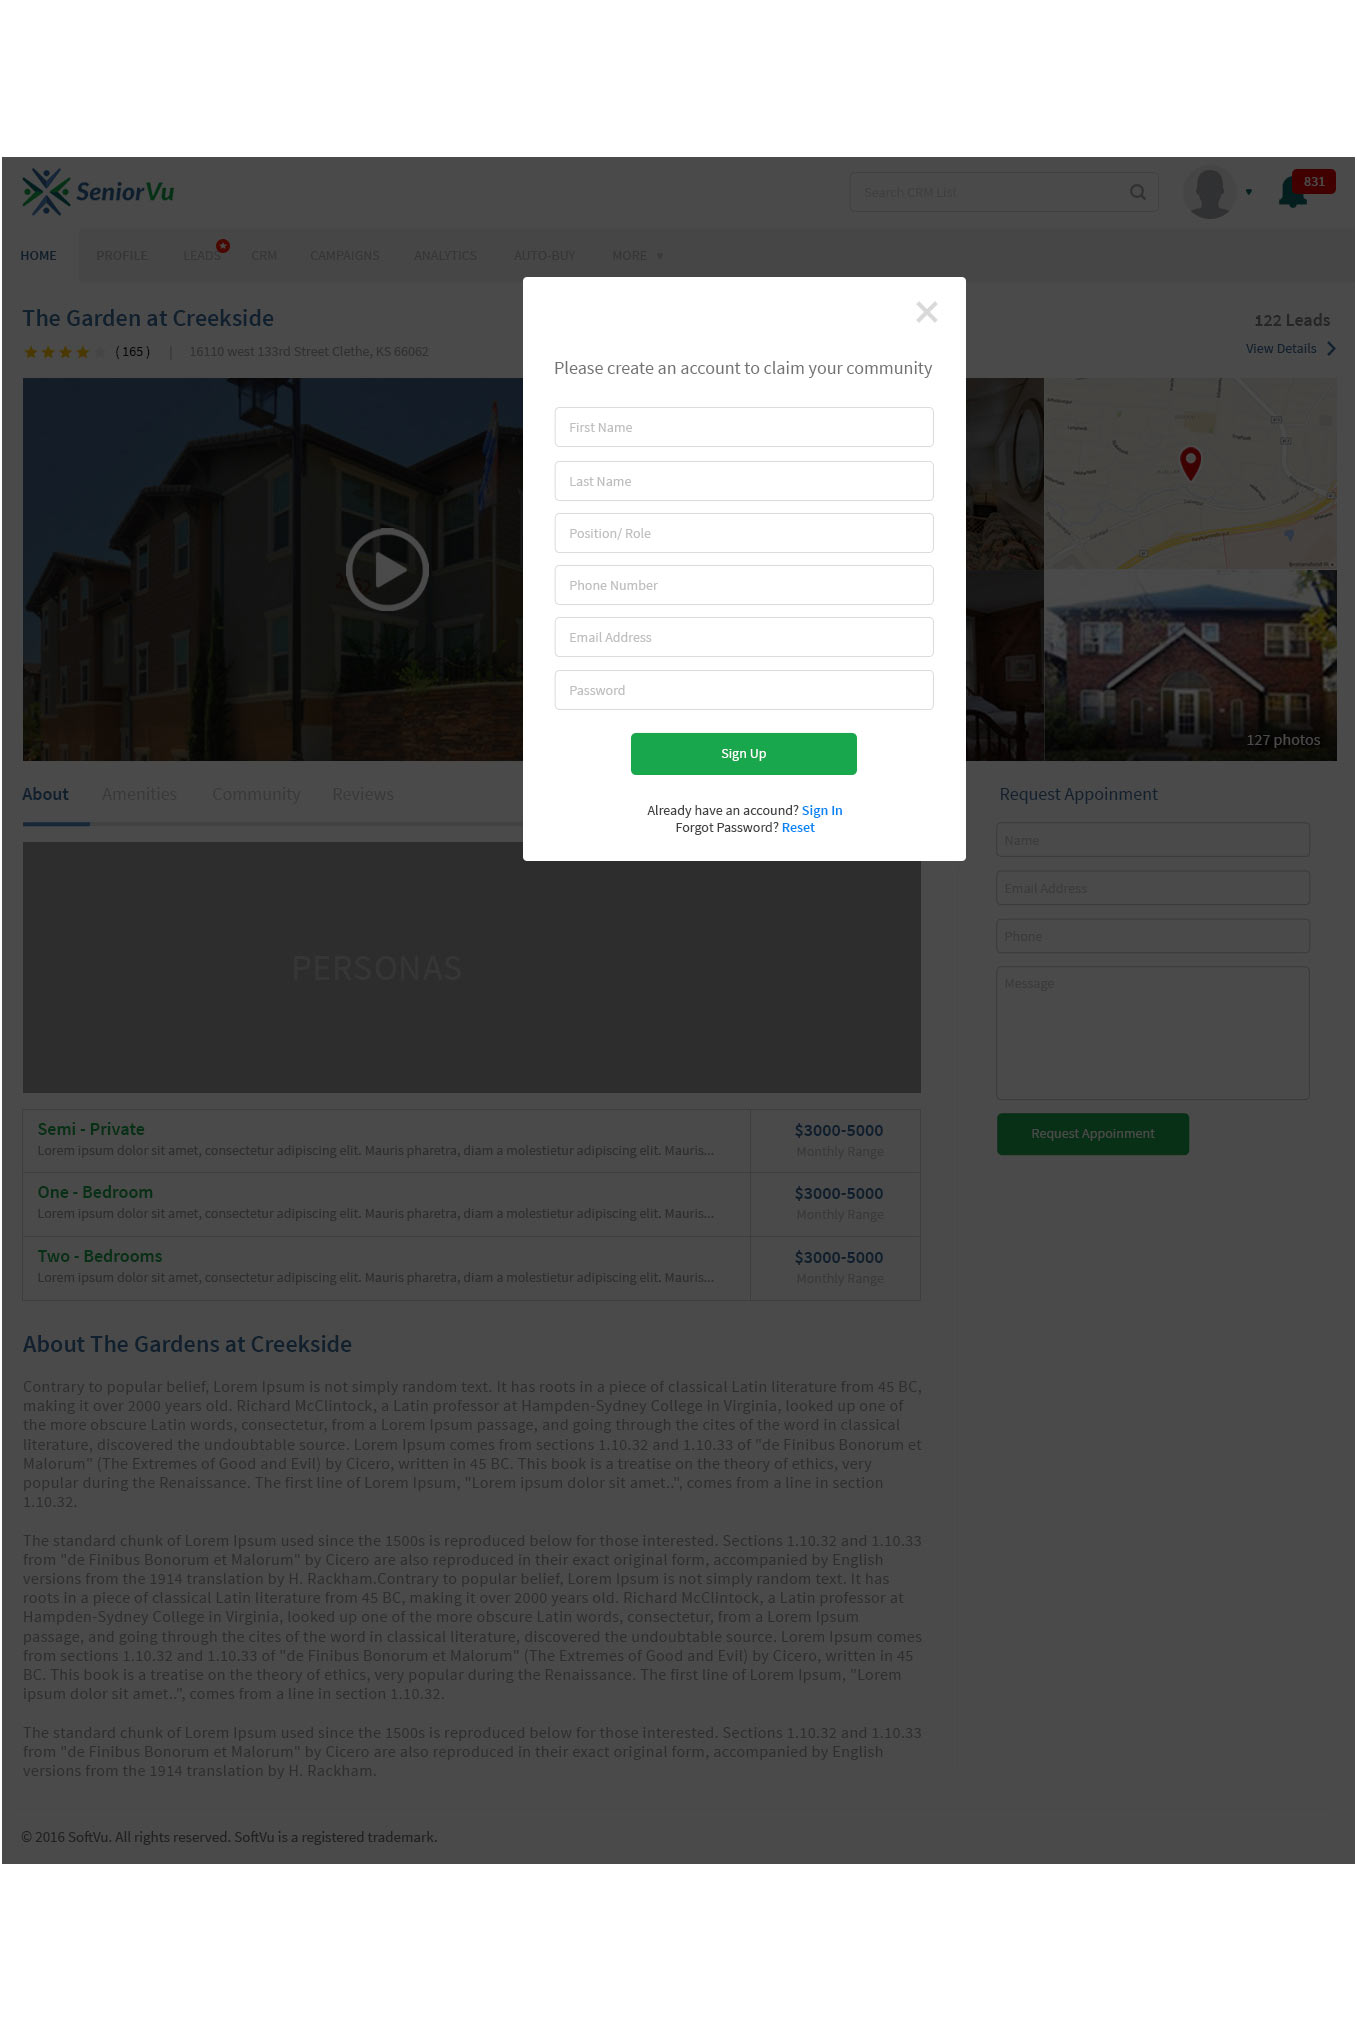 SeniorVu
Search CRM List
831
HOME
PROFILE
LEADS
CRM
CAMPAIGNS
ANALYTICS
AUTO-BUY
MORE
The Garden at Creekside
( 165 ) | 16110 west 133rd Street Clethe, KS 66062
122 Leads
View Details
Please create an account to claim your community
First Name
Last Name
Position/ Role
Phone Number
Email Address
Password
Sign Up
Already have an accound? Sign In
Forgot Password? Reset
127 photos
About
Amenities
Community
Reviews
PERSONAS
Semi - Private
Lorem ipsum dolor sit amet, consectetur adipiscing elit. Mauris pharetra, diam a molestietur adipiscing elit. Mauris...
$3000-5000
Monthly Range
One - Bedroom
Lorem ipsum dolor sit amet, consectetur adipiscing elit. Mauris pharetra, diam a molestietur adipiscing elit. Mauris...
$3000-5000
Monthly Range
Two - Bedrooms
Lorem ipsum dolor sit amet, consectetur adipiscing elit. Mauris pharetra, diam a molestietur adipiscing elit. Mauris...
$3000-5000
Monthly Range
Request Appoinment
Name
Email Address
Phone
Message
Request Appoinment
About The Gardens at Creekside
Contrary to popular belief, Lorem Ipsum is not simply random text. It has roots in a piece of classical Latin literature from 45 BC,
making it over 2000 years old. Richard McClintock, a Latin professor at Hampden-Sydney College in Virginia, looked up one of
the more obscure Latin words, consectetur, from a Lorem Ipsum passage, and going through the cites of the word in classical
literature, discovered the undoubtable source. Lorem Ipsum comes from sections 1.10.32 and 1.10.33 of "de Finibus Bonorum et
Malorum" (The Extremes of Good and Evil) by Cicero, written in 45 BC. This book is a treatise on the theory of ethics, very
popular during the Renaissance. The first line of Lorem Ipsum, "Lorem ipsum dolor sit amet..", comes from a line in section
1.10.32.
The standard chunk of Lorem Ipsum used since the 1500s is reproduced below for those interested. Sections 1.10.32 and 1.10.33
from "de Finibus Bonorum et Malorum" by Cicero are also reproduced in their exact original form, accompanied by English
versions from the 1914 translation by H. Rackham.Contrary to popular belief, Lorem Ipsum is not simply random text. It has
roots in a piece of classical Latin literature from 45 BC, making it over 2000 years old. Richard McClintock, a Latin professor at
Hampden-Sydney College in Virginia, looked up one of the more obscure Latin words, consectetur, from a Lorem Ipsum
passage, and going through the cites of the word in classical literature, discovered the undoubtable source. Lorem Ipsum comes
from sections 1.10.32 and 1.10.33 of "de Finibus Bonorum et Malorum" (The Extremes of Good and Evil) by Cicero, written in 45
BC. This book is a treatise on the theory of ethics, very popular during the Renaissance. The first line of Lorem Ipsum, "Lorem
ipsum dolor sit amet..", comes from a line in section 1.10.32.
The standard chunk of Lorem Ipsum used since the 1500s is reproduced below for those interested. Sections 1.10.32 and 1.10.33
from "de Finibus Bonorum et Malorum" by Cicero are also reproduced in their exact original form, accompanied by English
versions from the 1914 translation by H. Rackham.
© 2016 SoftVu. All rights reserved. SoftVu is a registered trademark.